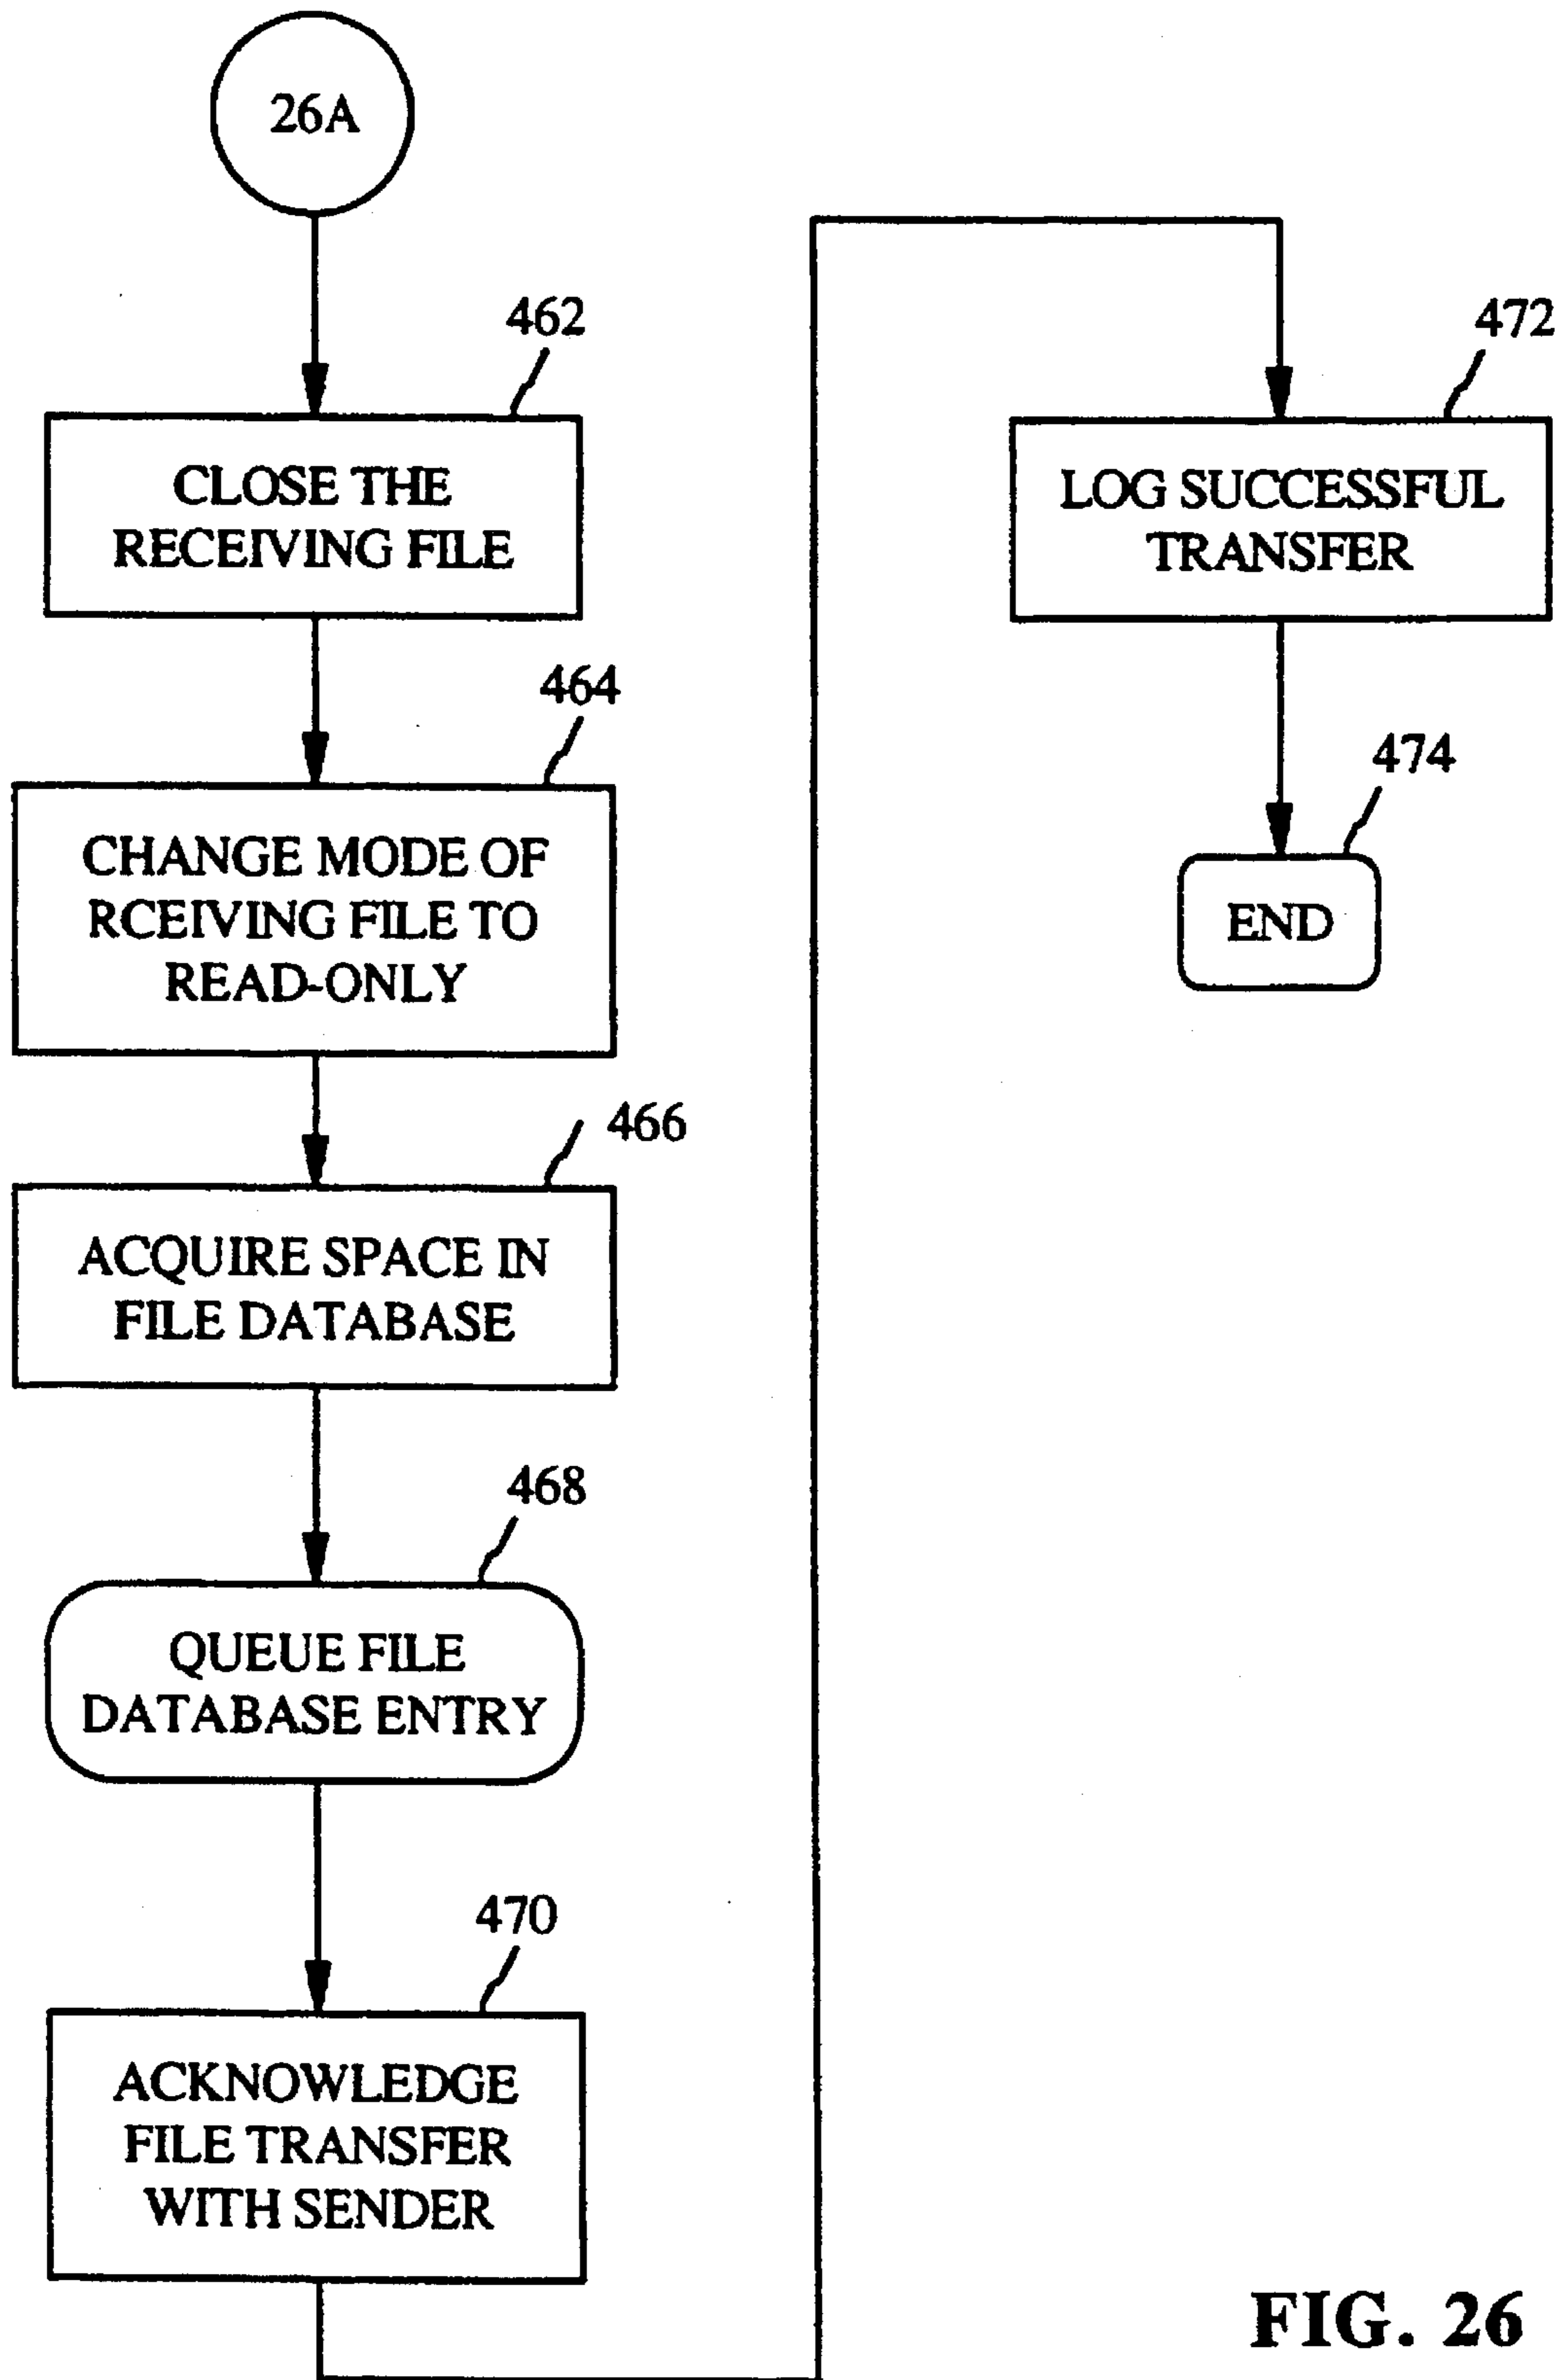 26A
462
CLOSE THE
RECEIVING FILE
464
CHANGE MODE OF
RCEIVING FILE TO
READ-ONLY
466
ACQUIRE SPACE IN
FILE DATABASE
468
QUEUE FILE
DATABASE ENTRY
470
ACKNOWLEDGE
FILE TRANSFER
WITH SENDER
472
LOG SUCCESSFUL
TRANSFER
474
END
FIG. 26